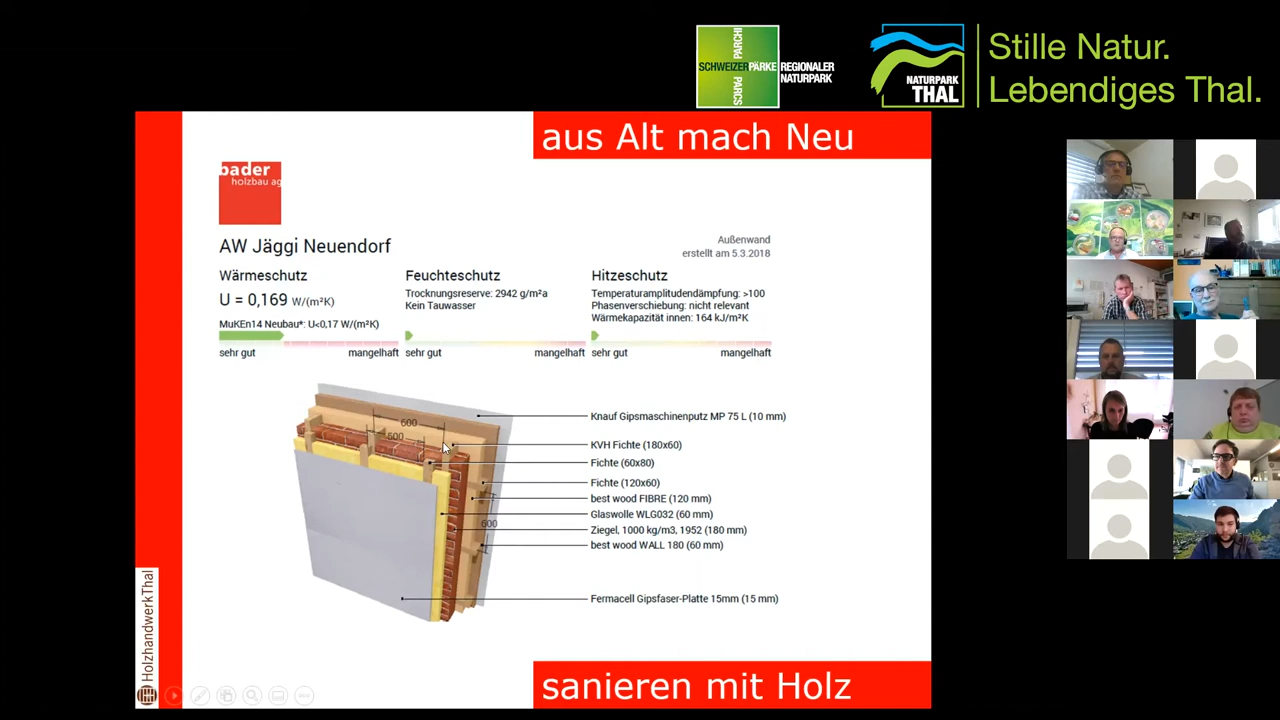 SCHWEIZER PÄRKE
PARCHI
PARCS
REGIONALER
NATURPARK
NATURPARK
THAL
Stille Natur.
Lebendiges Thal.
aus Alt mach Neu
bader
holzbau ag
AW Jäggi Neuendorf
Außenwand
erstellt am 5.3.2018
Wärmeschutz
U = 0,169 W/(m²K)
MuKEn14 Neubau*: U<0,17 W/(m²K)
sehr gut mangelhaft
Feuchteschutz
Trocknungsreserve: 2942 g/m²a
Kein Tauwasser
sehr gut mangelhaft
Hitzeschutz
Temperaturamplitudendämpfung: >100
Phasenverschiebung: nicht relevant
Wärmekapazität innen: 164 kJ/m²K
sehr gut mangelhaft
600
500
600
Knauf Gipsmaschinenputz MP 75 L (10 mm)
KVH Fichte (180x60)
Fichte (60x80)
Fichte (120x60)
best wood FIBRE (120 mm)
Glaswolle WLG032 (60 mm)
Ziegel, 1000 kg/m3, 1952 (180 mm)
best wood WALL 180 (60 mm)
Fermacell Gipsfaser-Platte 15mm (15 mm)
HolzhandwerkThal
sanieren mit Holz